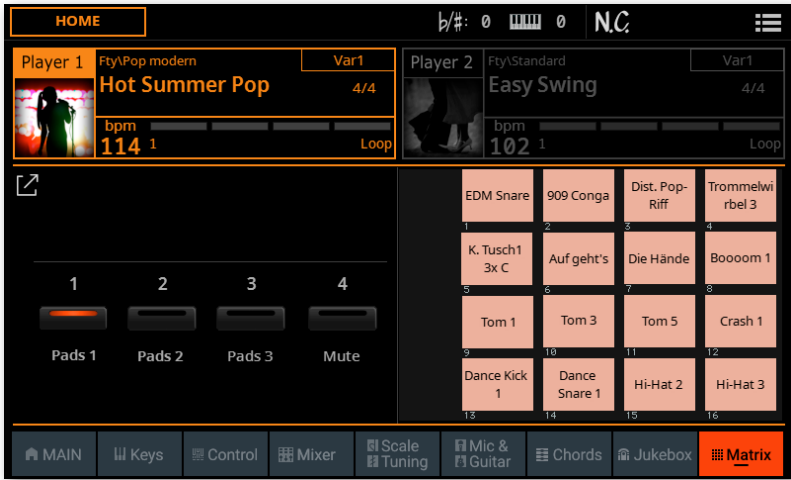 HOME
b/#: 0 0 N.C.
Player 1
Fty\Pop modern
Var1
Hot Summer Pop
4/4
bpm
114 1
Loop
Player 2
Fty\Standard
Var1
Easy Swing
4/4
bpm
102 1
Loop
1 2 3 4
Pads 1 Pads 2 Pads 3 Mute
EDM Snare
1
909 Conga
2
Dist. Pop-
Riff
3
Trommelwi
rbel 3
4
K. Tusch1
3x C
5
Auf geht's
6
Die Hände
7
Boooom 1
8
Tom 1
9
Tom 3
10
Tom 5
11
Crash 1
12
Dance Kick
1
13
Dance
Snare 1
14
Hi-Hat 2
15
Hi-Hat 3
16
MAIN
Keys
Control
Mixer
Scale
Tuning
Mic &
Guitar
Chords
Jukebox
Matrix